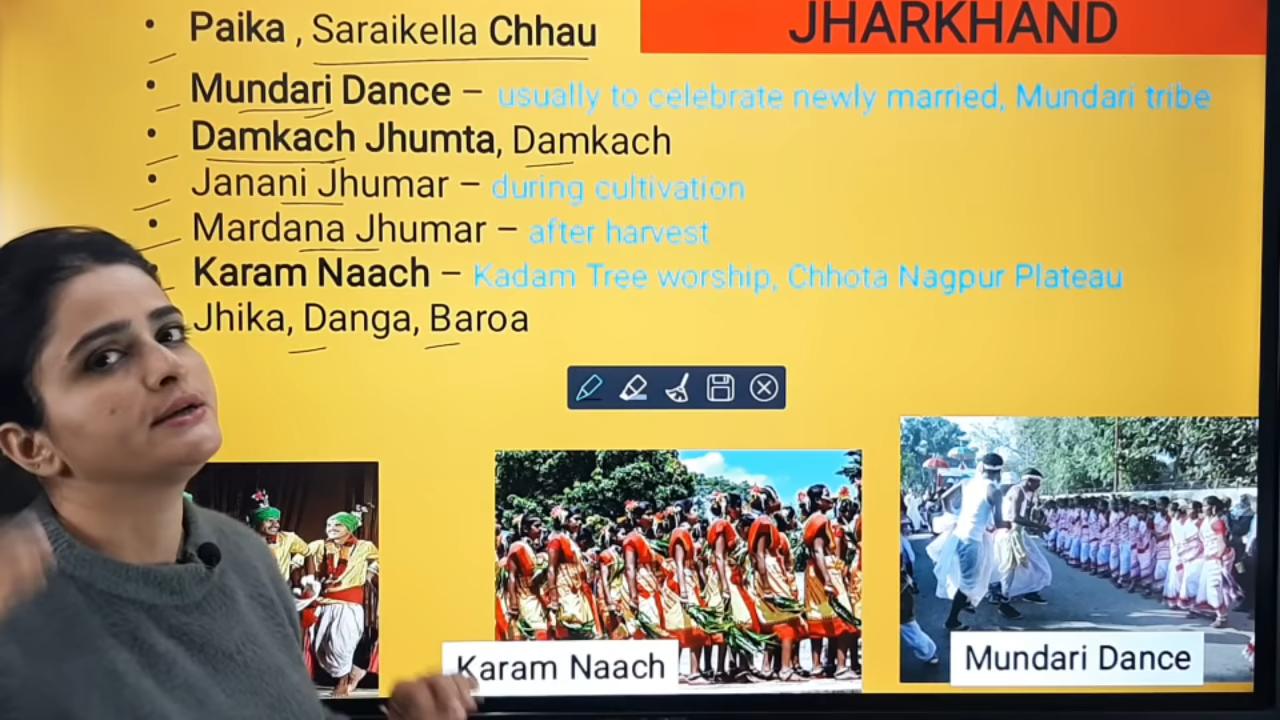 JHARKHAND
• Paika , Saraikella Chhau
• Mundari Dance – usually to celebrate newly married, Mundari tribe
• Damkach Jhumta, Damkach
• Janani Jhumar – during cultivation
• Mardana Jhumar – after harvest
Karam Naach – Kadam Tree worship, Chhota Nagpur Plateau
Jhika, Danga, Baroa
Karam Naach
Mundari Dance